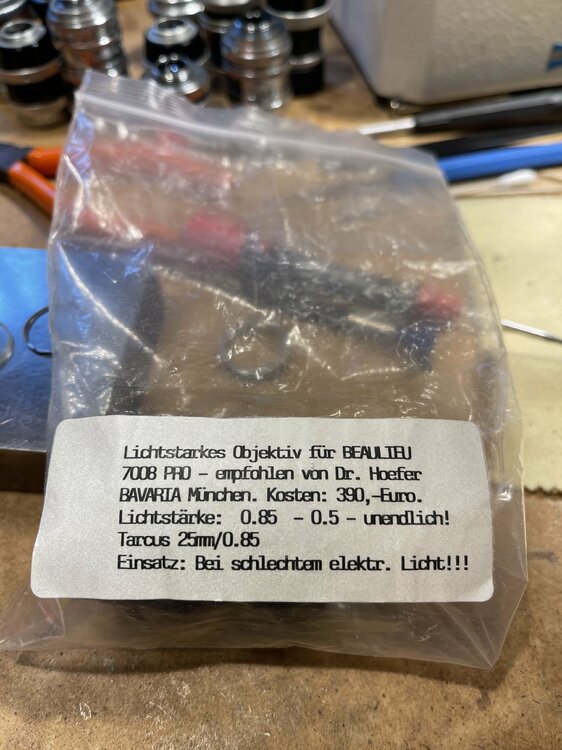 Lichtstarkes Objektiv für BEAULIEU
7008 PRO - empfohlen von Dr. Hoefer
BAVARIA München. Kosten: 390,-Euro.
Lichtstärke: 0.85 - 0.5 - unendlich!
Tarcus 25mm/0.85
Einsatz: Bei schlechtem elektr. Licht!!!